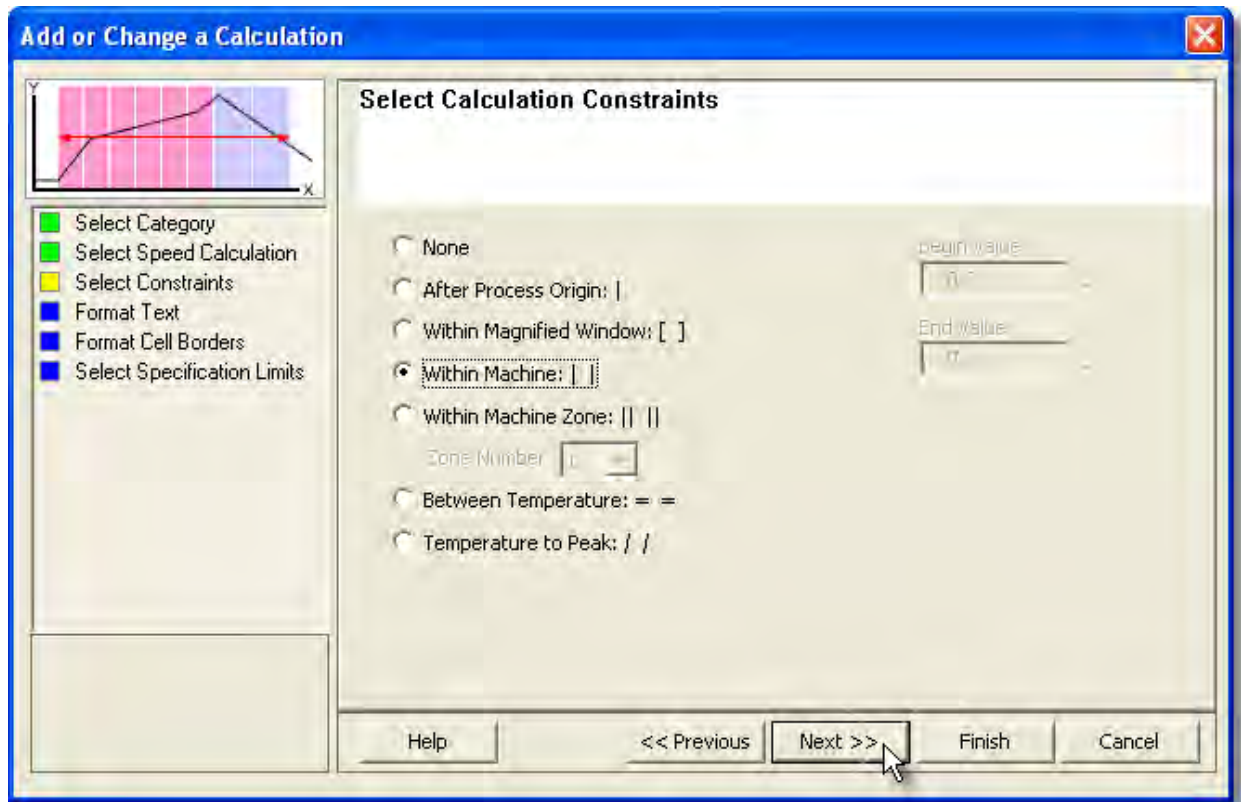 Add or Change a Calculation
Y
X
Select Category
Select Speed Calculation
Select Constraints
Format Text
Format Cell Borders
Select Specification Limits
Select Calculation Constraints
None
After Process Origin: |
Within Magnified Window: [ ]
Within Machine: | |
Within Machine Zone: || ||
Zone Number
Between Temperature: = =
Temperature to Peak: / /
begin value
End value
Help
<< Previous
Next >>
Finish
Cancel